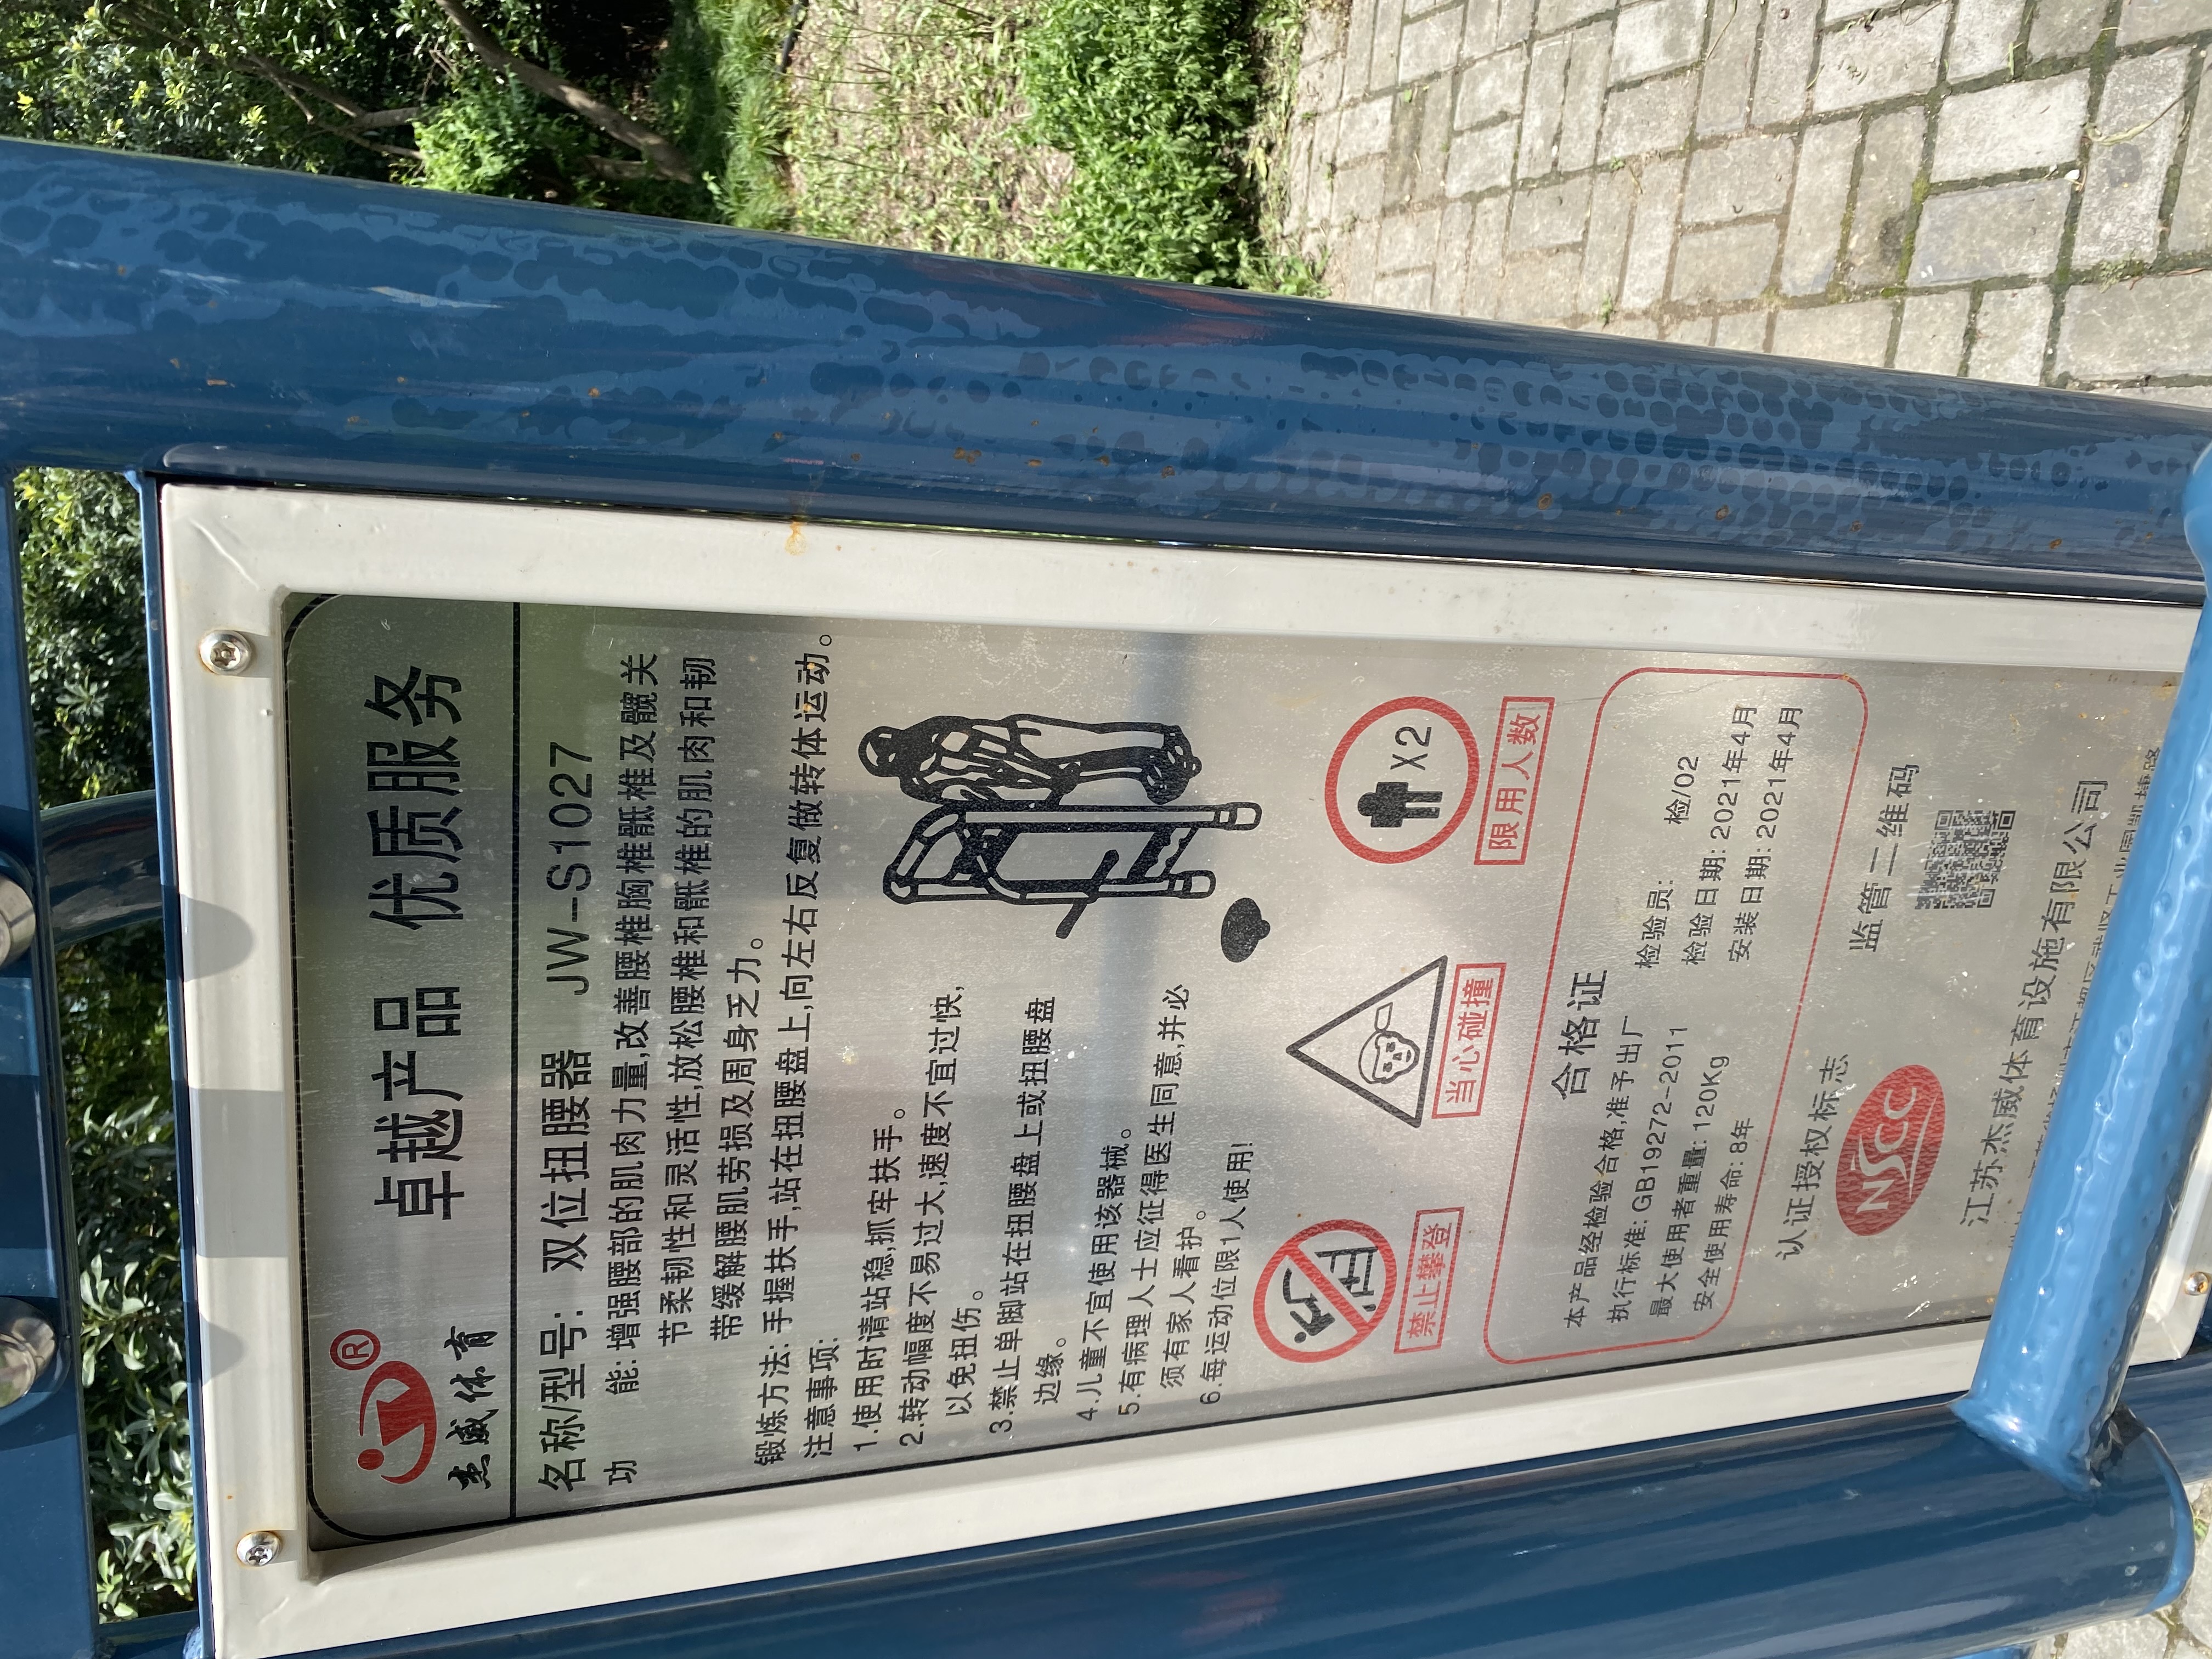 卓越产品 优质服务
JW®
杰威体育
名称/型号: 双位扭腰器 JW-S1027
功 能:增强腰部的肌肉力量,改善腰椎胸椎骶椎及髋关
节柔韧性和灵活性,放松腰椎和骶椎的肌肉和韧
带缓解腰肌劳损及周身乏力。
锻炼方法:手握扶手,站在扭腰盘上,向左右反复做转体运动。
注意事项:
1.使用时请站稳,抓牢扶手。
2.转动幅度不易过大,速度不宜过快,
以免扭伤。
3.禁止单脚站在扭腰盘上或扭腰盘
边缘。
4.儿童不宜使用该器械。
5.有病理人士应征得医生同意,并必
须有家人看护。
6.每运动位限1人使用!
X2
禁止攀登
当心碰撞
限用人数
合格证
本产品经检验合格,准予出厂
执行标准:GB19272-2011
最大使用者重量:120Kg
安全使用寿命:8年
检验员: 检/02
检验日期:2021年4月
安装日期:2021年4月
认证授权标志
监管二维码
NSCC
江苏杰威体育设施有限公司